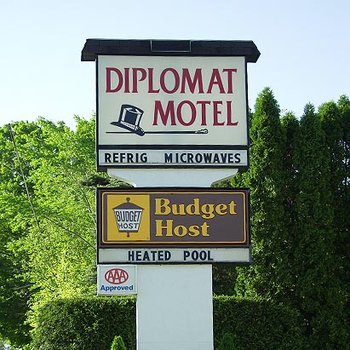 DIPLOMAT
MOTEL
REFRIG MICROWAVES
BUDGET
HOST
Budget
Host
HEATED POOL
AAA
Approved